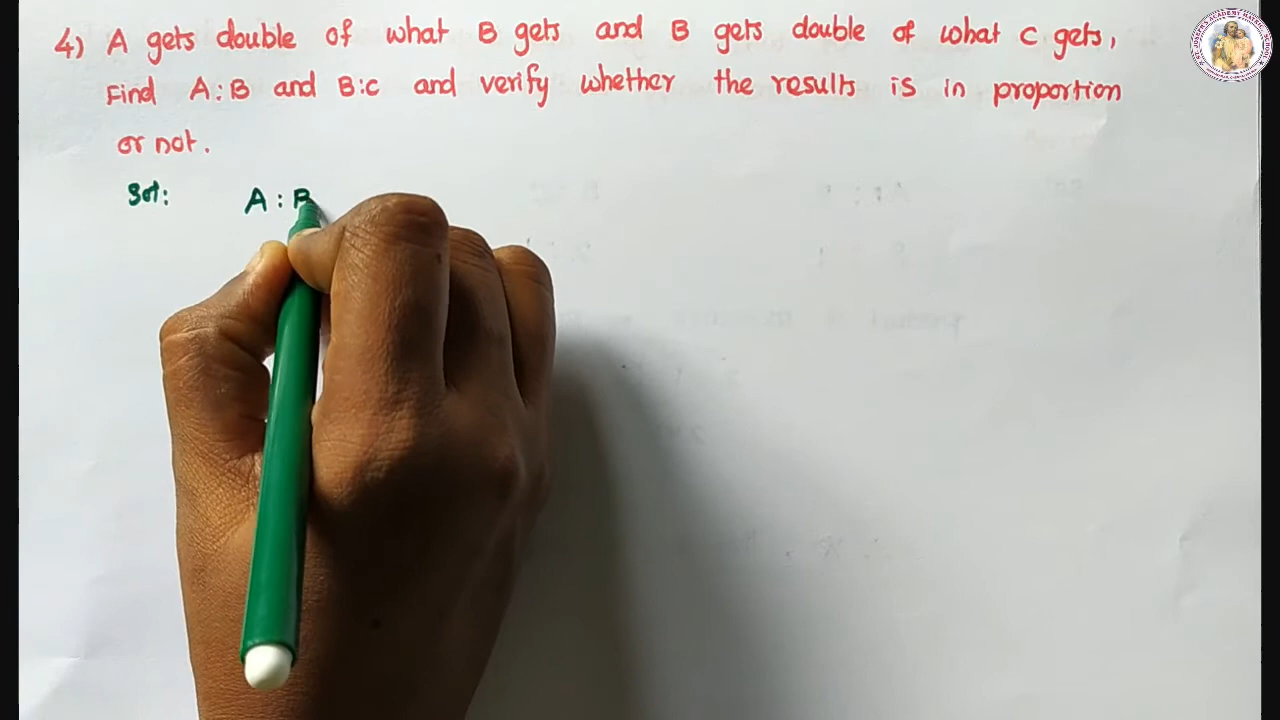 4) A gets double of what B gets and B gets double of what C gets,
Find A:B and B:C and verify whether the results is in proportion
or not.
Sol: A : B